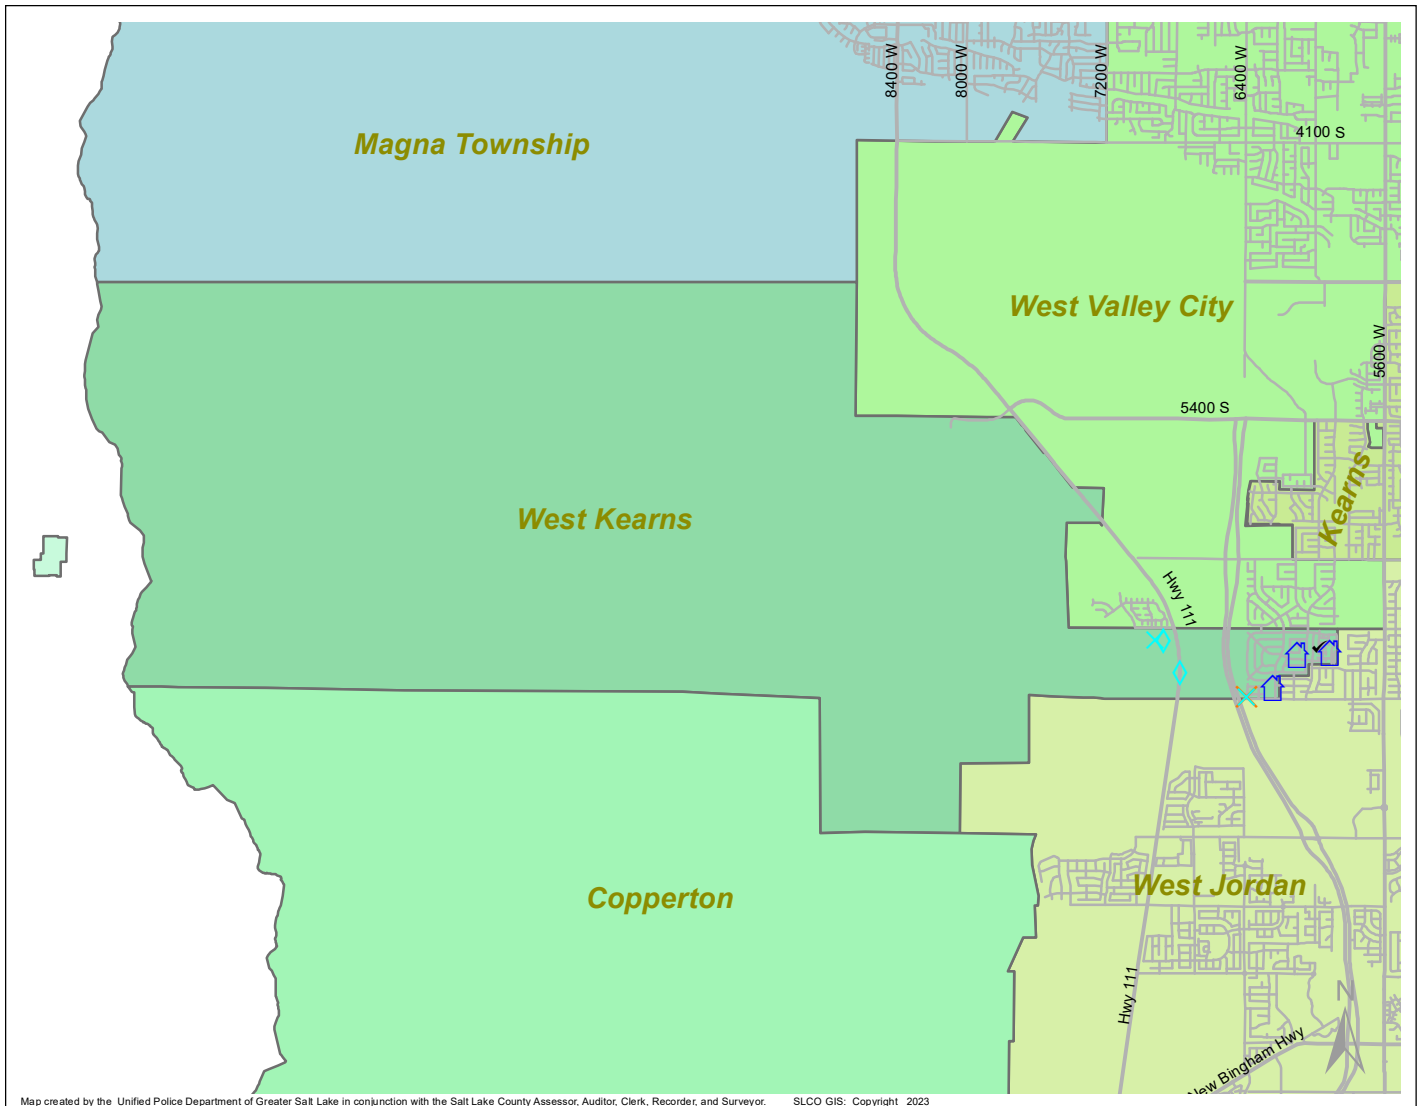 8400 W
8000 W
7200 W
6400 W
4100 S
Magna Township
West Valley City
5600 W
5400 S
Kearns
West Kearns
Hwy 111
West Jordan
Copperton
Hwy 111
N
New Bingham Hwy
Map created by the Unified Police Department of Greater Salt Lake in conjunction with the Salt Lake County Assessor, Auditor, Clerk, Recorder, and Surveyor. SLCO GIS: Copyright 2023